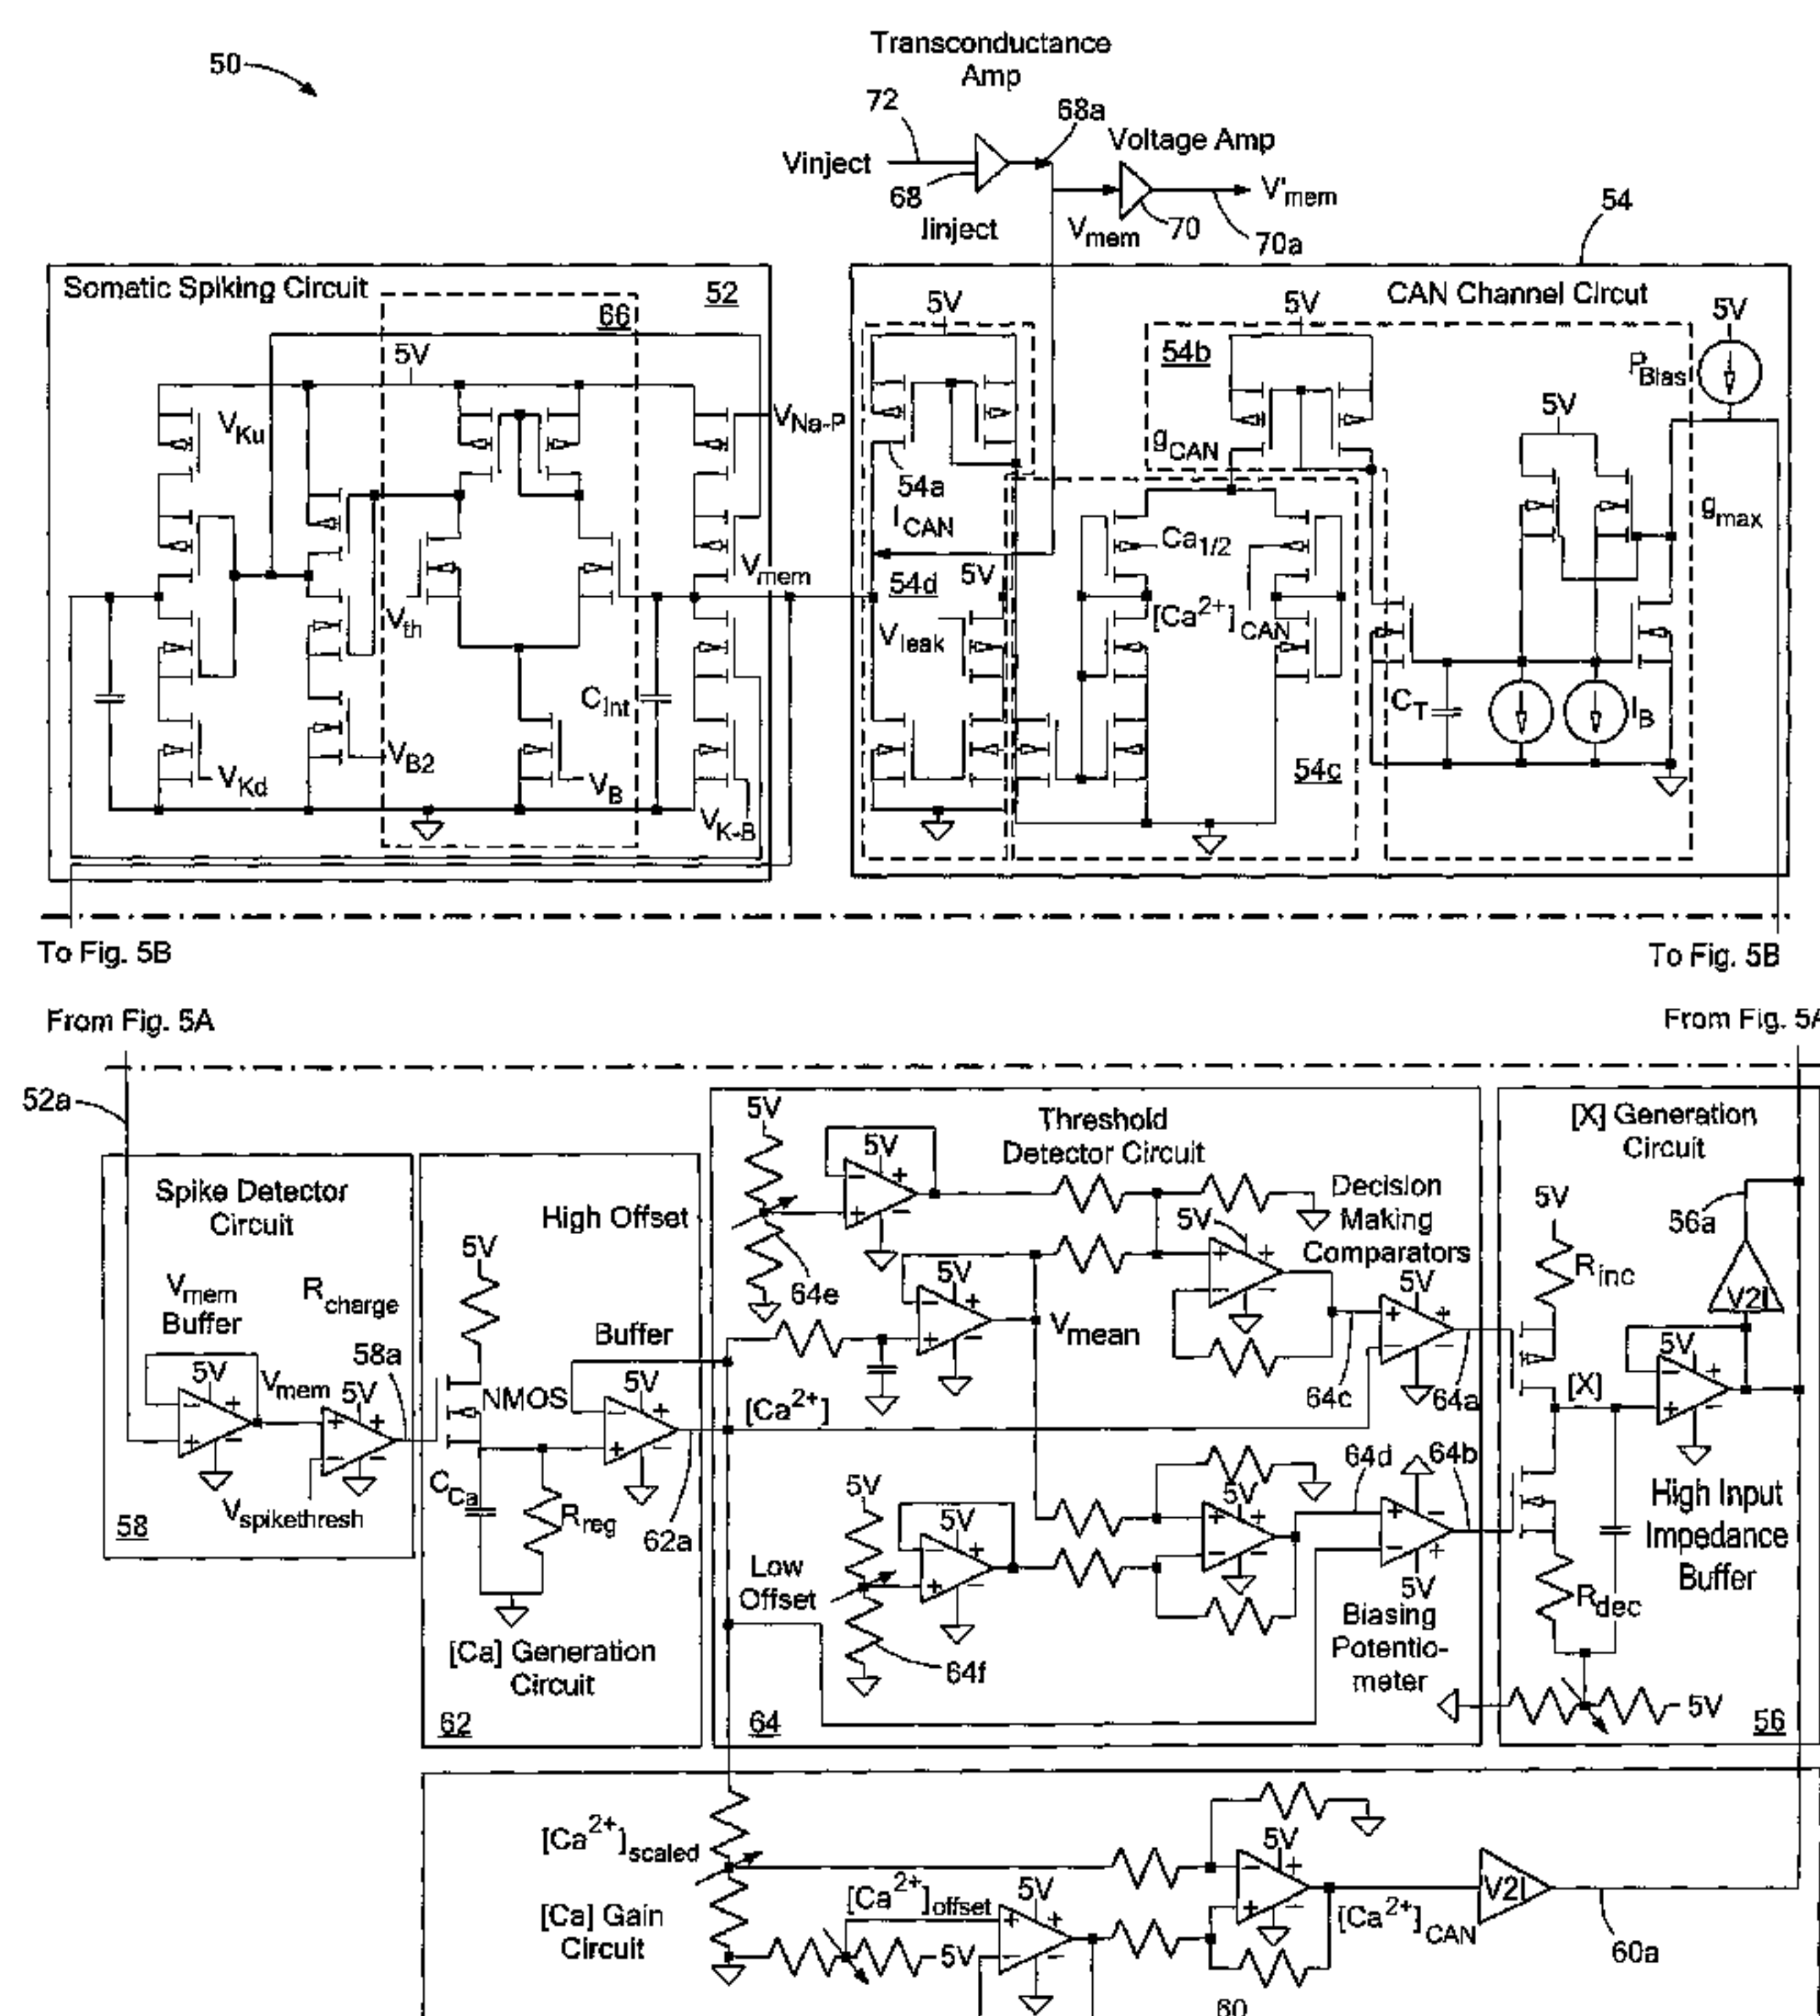 50
Transconductance
Amp
72
68a
Voltage Amp
Vinject
68
V'mem
Iinject
Vmem
70
70a
54
Somatic Spiking Circuit
52
66
5V
CAN Channel Circut
5V
5V
5V
54b
PBias
VKu
VNa-P
gCAN
5V
54a
ICAN
gmax
Ca1/2
Vmem
54d
5V
[Ca2+]CAN
Vth
Vleak
CInt
CT
IB
VB2
VKd
VB
VK-B
54c
To Fig. 5B
To Fig. 5B
From Fig. 5A
From Fig. 5A
52a
Spike Detector
Circuit
Vmem
Buffer
Rcharge
58a
5V
Vmem
5V
Vspikethresh
58
High Offset
5V
Buffer
NMOS
5V
CCa
Rreg
62a
[Ca] Generation
Circuit
62
5V
Threshold
Detector Circuit
5V
64e
5V
Vmean
5V
Decision
Making
Comparators
5V
64c
64a
[Ca2+]
5V
5V
5V
64d
64b
Low
Offset
64f
5V
Biasing
Potentio-
meter
64
[X] Generation
Circuit
5V
56a
Rinc
V2I
5V
[X]
High Input
Impedance
Buffer
Rdec
5V
56
[Ca2+]scaled
5V
[Ca] Gain
Circuit
[Ca2+]offset
5V
5V
[Ca2+]CAN
V2I
60a
60